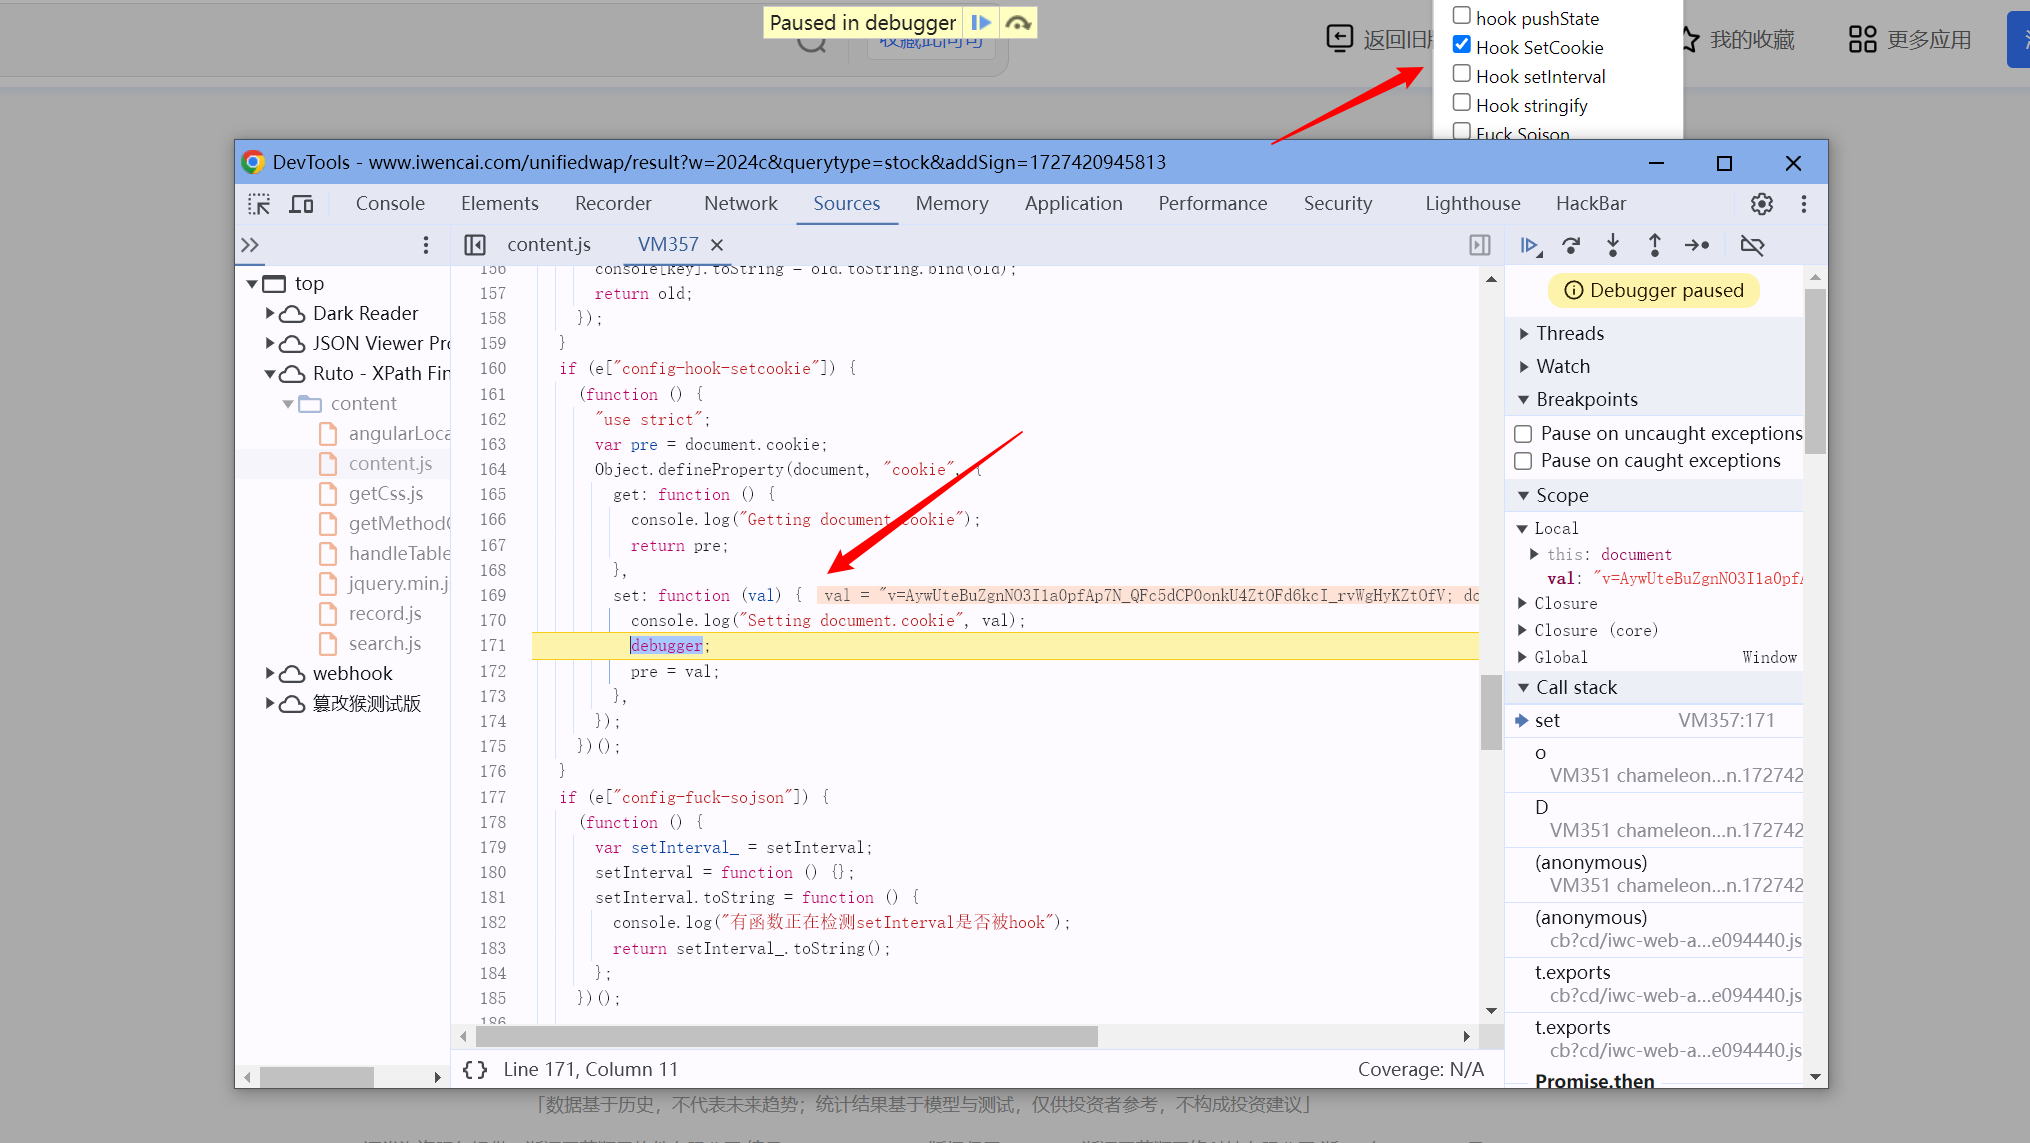 Paused in debugger
收藏此问句
返回旧版
我的收藏
更多应用
hook pushState
Hook SetCookie
Hook setInterval
Hook stringify
Fuck Sojson
DevTools - www.iwencai.com/unifiedwap/result?w=2024c&querytype=stock&addSign=1727420945813
Console Elements Recorder Network Sources Memory Application Performance Security Lighthouse HackBar
content.js VM357
top
Dark Reader
JSON Viewer Pro
Ruto - XPath Fin
content
angularLoca
content.js
getCss.js
getMethod
handleTable
jquery.min.j
record.js
search.js
webhook
篡改猴测试版
156 console[key].toString = old.toString.bind(old);
157 return old;
158 });
159 }
160 if (e["config-hook-setcookie"]) {
161 (function () {
162 "use strict";
163 var pre = document.cookie;
164 Object.defineProperty(document, "cookie", {
165 get: function () {
166 console.log("Getting document.cookie");
167 return pre;
168 },
169 set: function (val) { val = "v=AywUteBuZgnNO3I1a0pfAp7N_QFc5dCP0onkU4ZtOFd6kcI_rvWgHyKZtOfV; do
170 console.log("Setting document.cookie", val);
171 debugger;
172 pre = val;
173 },
174 });
175 })();
176 }
177 if (e["config-fuck-sojson"]) {
178 (function () {
179 var setInterval_ = setInterval;
180 setInterval = function () {};
181 setInterval.toString = function () {
182 console.log("有函数正在检测setInterval是否被hook");
183 return setInterval_.toString();
184 };
185 })();
186
{} Line 171, Column 11
Coverage: N/A
Debugger paused
Threads
Watch
Breakpoints
Pause on uncaught exceptions
Pause on caught exceptions
Scope
Local
this: document
val: "v=AywUteBuZgnNO3I1a0pfA
Closure
Closure (core)
Global Window
Call stack
set VM357:171
o
VM351 chameleon…n.172742
D
VM351 chameleon…n.172742
(anonymous)
VM351 chameleon…n.172742
(anonymous)
cb?cd/iwc-web-a…e094440.js
t.exports
cb?cd/iwc-web-a…e094440.js
t.exports
cb?cd/iwc-web-a…e094440.js
Promise.then
「数据基于历史，不代表未来趋势；统计结果基于模型与测试，仅供投资者参考，不构成投资建议」